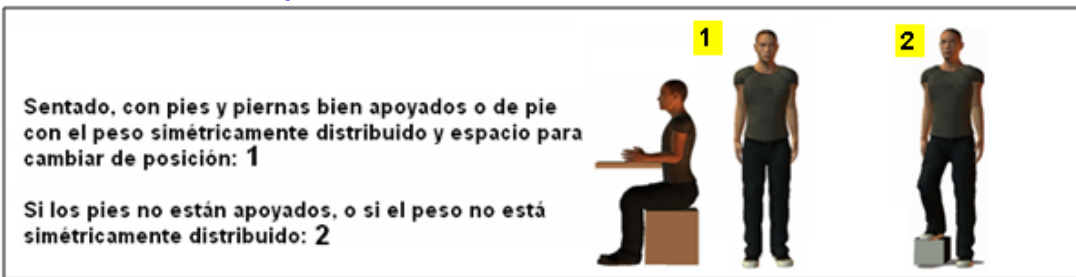 1
2
Sentado, con pies y piernas bien apoyados o de pie
con el peso simétricamente distribuido y espacio para
cambiar de posición: 1
Si los pies no están apoyados, o si el peso no está
simétricamente distribuido: 2